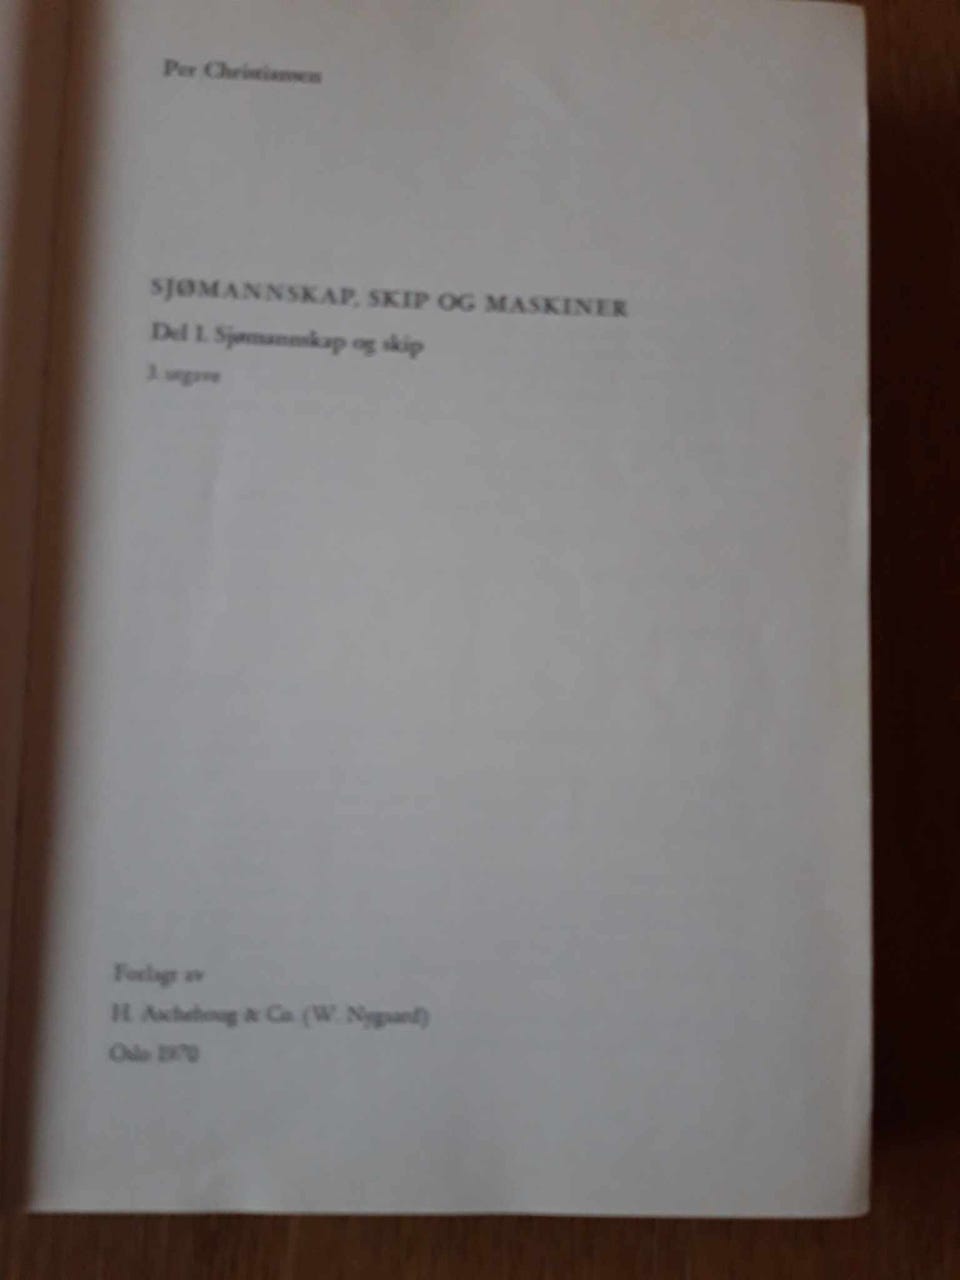 Per Christiansen
SJØMANNSKAP, SKIP OG MASKINER
Del 1. Sjømannskap og skip
3. utgave
Forlagt av
H. Aschehoug & Co. (W. Nygaard)
Oslo 1970